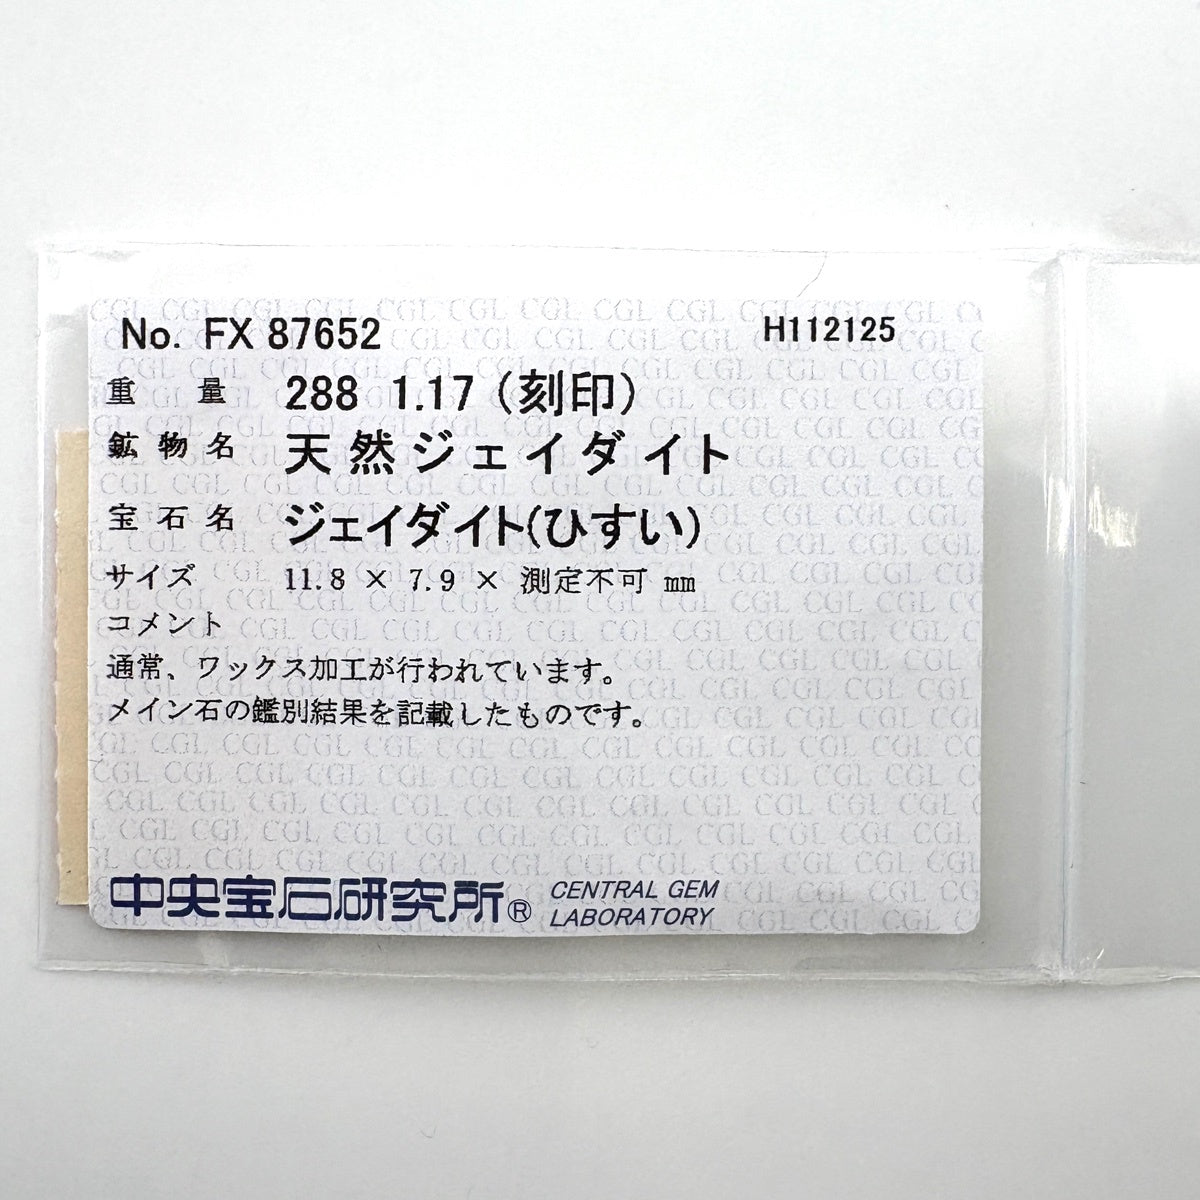 No. FX 87652 H112125
重量 288 1.17 (刻印)
鉱物名 天然ジェイダイト
宝石名 ジェイダイト(ひすい)
サイズ 11.8 × 7.9 × 測定不可 mm
コメント
通常、ワックス加工が行われています。
メイン石の鑑別結果を記載したものです。
中央宝石研究所® CENTRAL GEM
LABORATORY